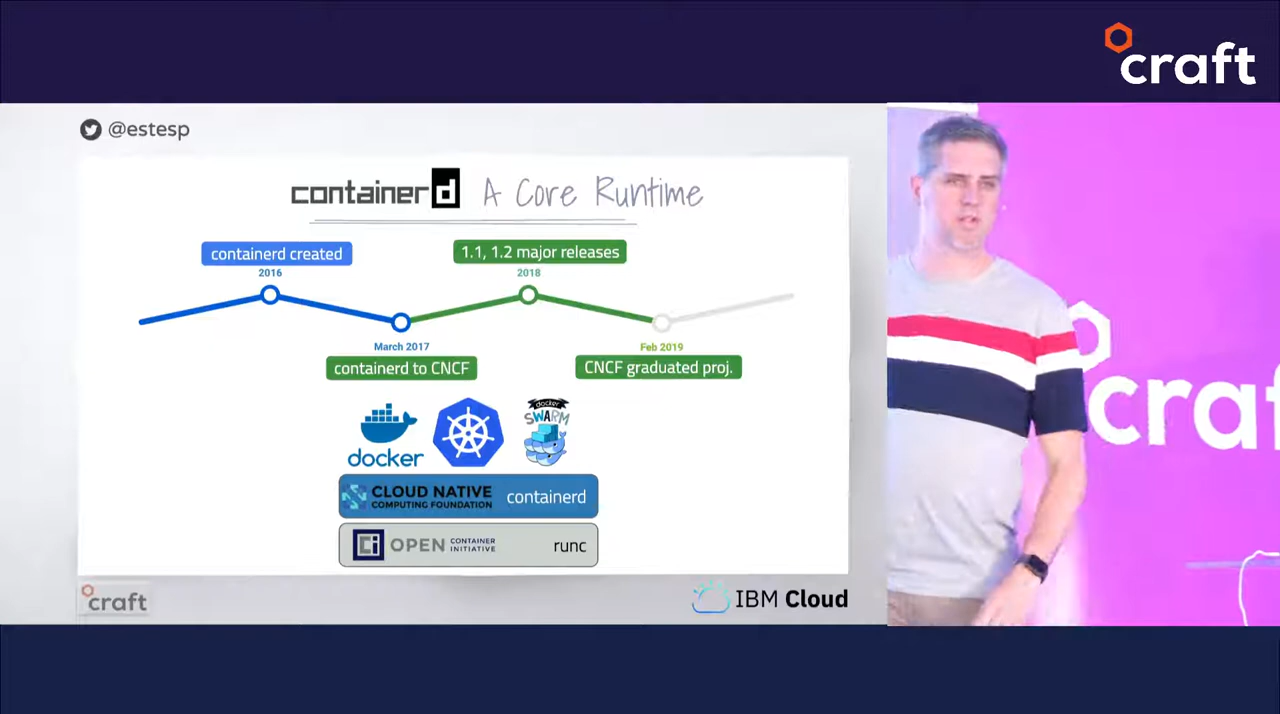 craft
@estesp
containerd A Core Runtime
containerd created
1.1, 1.2 major releases
2016
2018
March 2017
Feb 2019
containerd to CNCF
CNCF graduated proj.
docker
docker
SWARM
CLOUD NATIVE
COMPUTING FOUNDATION
containerd
OPEN
CONTAINER
INITIATIVE
runc
craft
IBM Cloud
craf